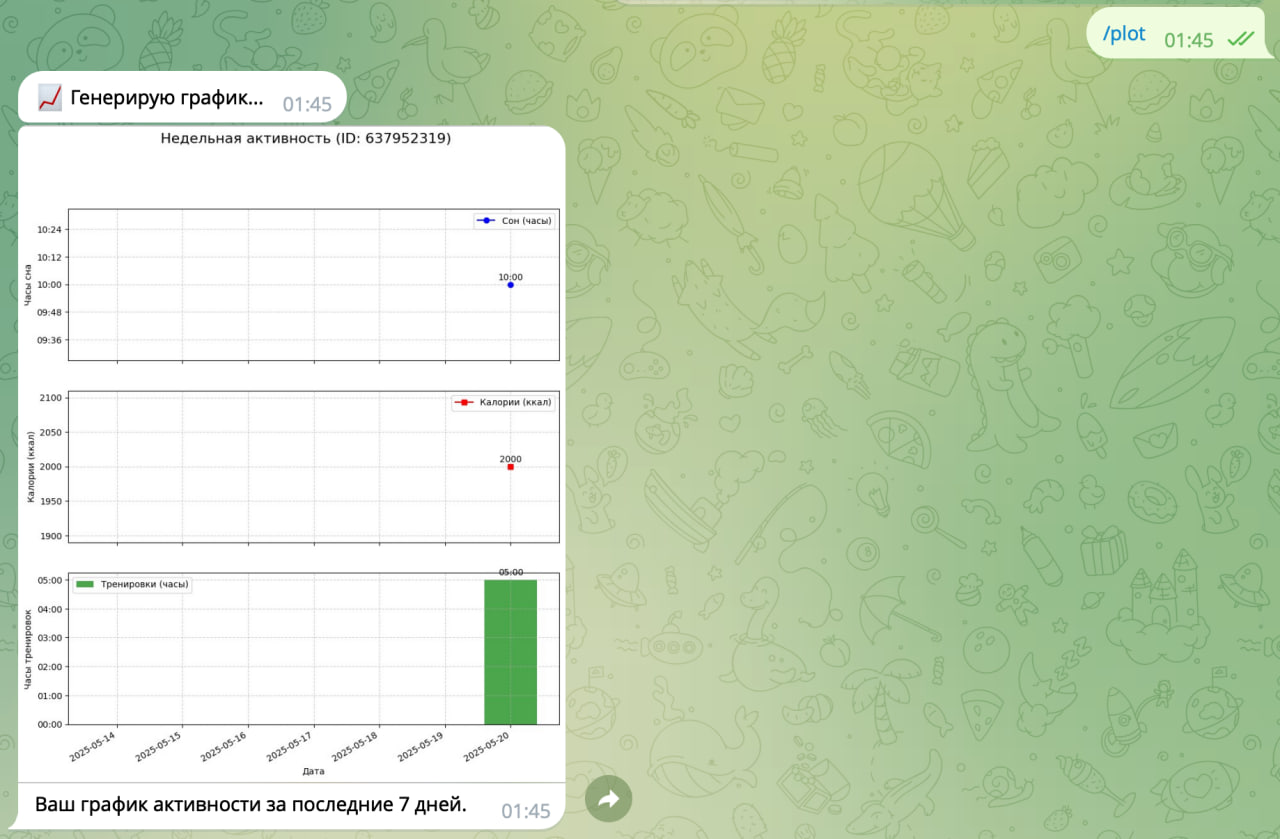 /plot 01:45
Генерирую график... 01:45
Недельная активность (ID: 637952319)
Сон (часы)
Часы сна
10:24
10:12
10:00
09:48
09:36
10:00
Калории (ккал)
Калории (ккал)
2100
2050
2000
1950
1900
2000
Тренировки (часы)
Часы тренировок
05:00
04:00
03:00
02:00
01:00
00:00
05:00
2025-05-14
2025-05-15
2025-05-16
2025-05-17
2025-05-18
2025-05-19
2025-05-20
Дата
Ваш график активности за последние 7 дней. 01:45